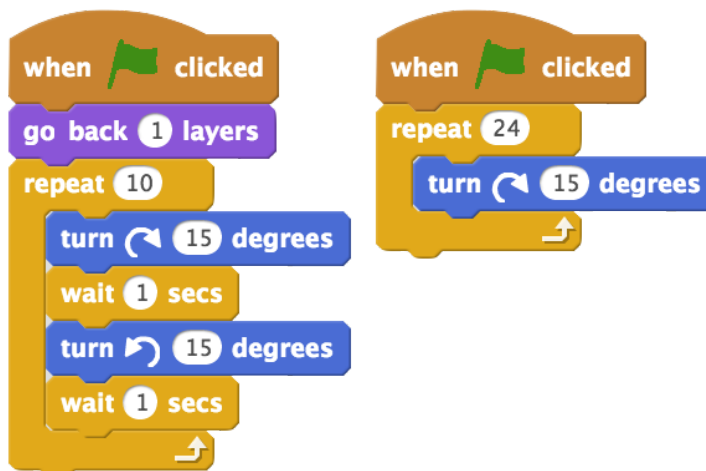 when clicked
go back 1 layers
repeat 10
turn 15 degrees
wait 1 secs
turn 15 degrees
wait 1 secs
when clicked
repeat 24
turn 15 degrees